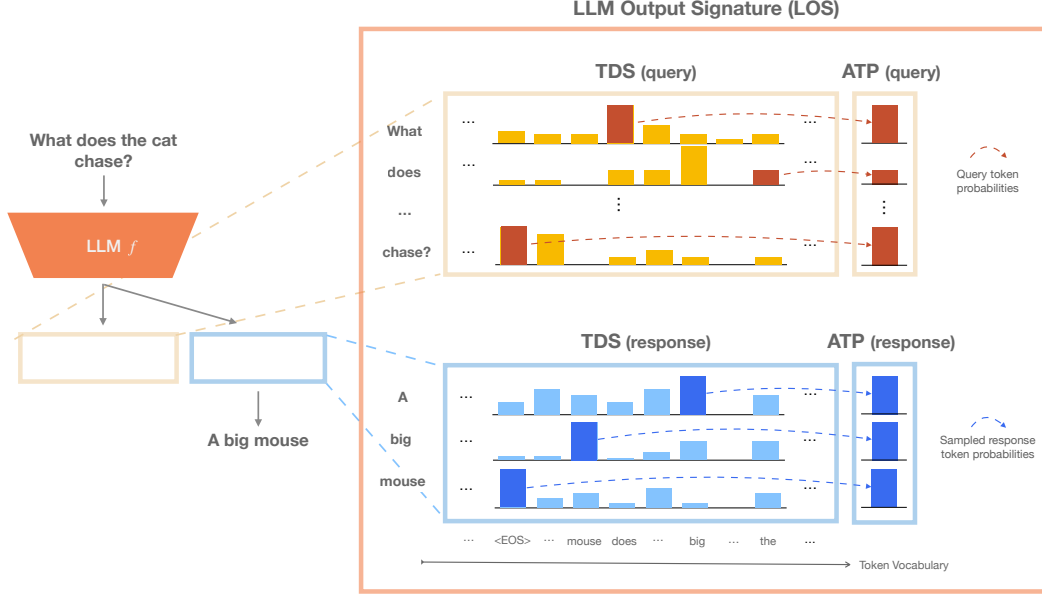 LLM Output Signature (LOS)
What does the cat
chase?
LLM f
A big mouse
TDS (query)
ATP (query)
What
...
...
does
...
...
...
...
...
chase?
...
...
Query token
probabilities
TDS (response)
ATP (response)
A
...
...
big
...
mouse
...
...
Sampled response
token probabilities
... <EOS> ... mouse does ... big ... the ...
Token Vocabulary